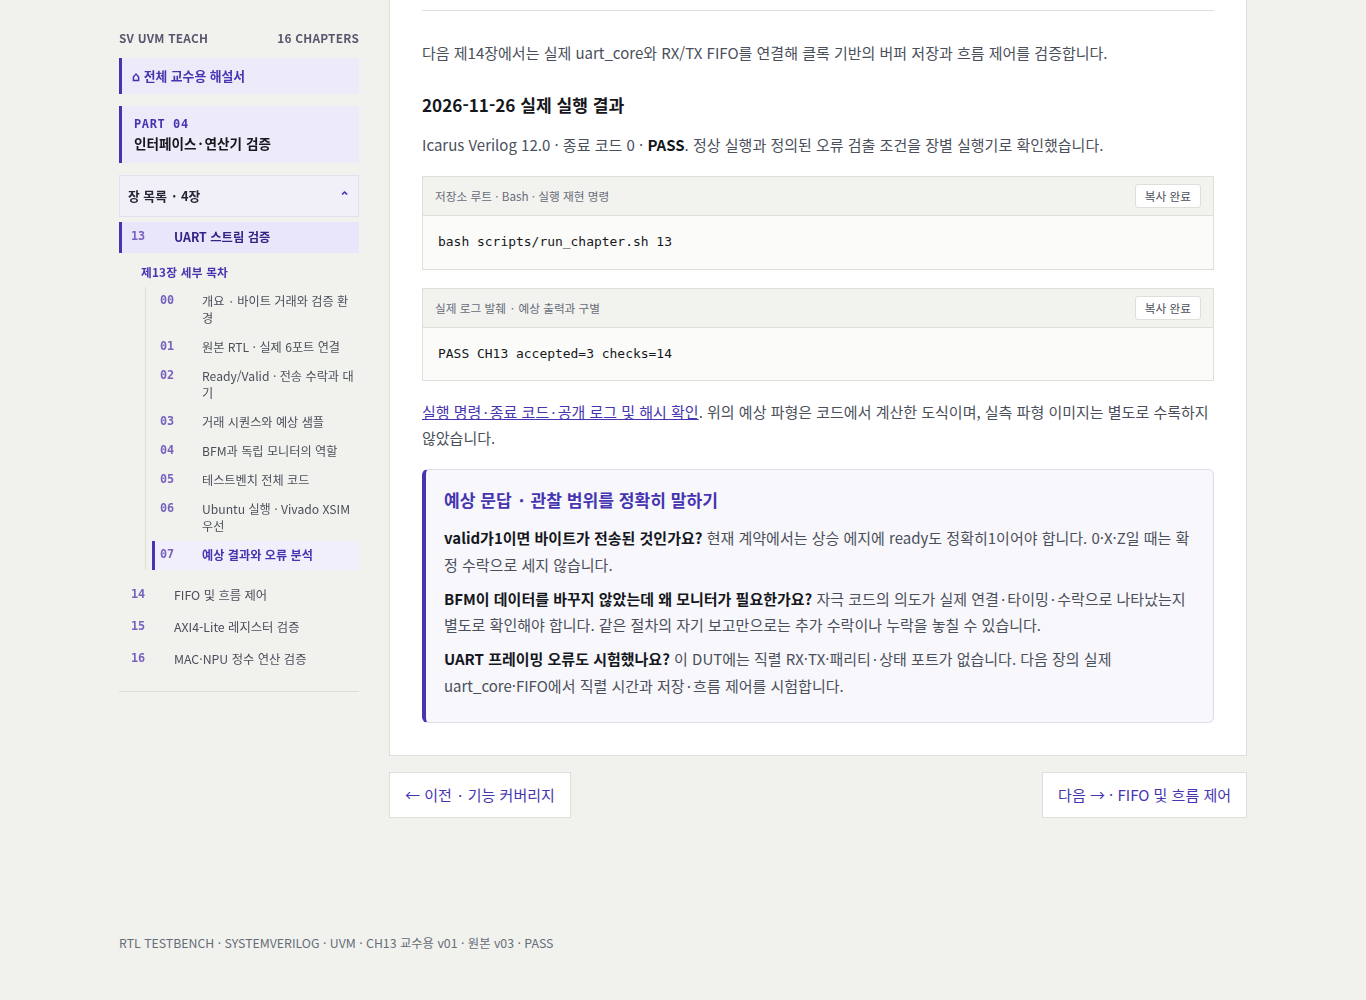 SV UVM TEACH
16 CHAPTERS
⌂ 전체 교수용 해설서
PART 04
인터페이스·연산기 검증
장 목록 · 4장
13 UART 스트림 검증
제13장 세부 목차
00 개요 · 바이트 거래와 검증 환
경
01 원본 RTL · 실제 6포트 연결
02 Ready/Valid · 전송 수락과 대
기
03 거래 시퀀스와 예상 샘플
04 BFM과 독립 모니터의 역할
05 테스트벤치 전체 코드
06 Ubuntu 실행 · Vivado XSIM
우선
07 예상 결과와 오류 분석
14 FIFO 및 흐름 제어
15 AXI4-Lite 레지스터 검증
16 MAC·NPU 정수 연산 검증
다음 제14장에서는 실제 uart_core와 RX/TX FIFO를 연결해 클록 기반의 버퍼 저장과 흐름 제어를 검증합니다.
2026-11-26 실제 실행 결과
Icarus Verilog 12.0 · 종료 코드 0 · PASS. 정상 실행과 정의된 오류 검출 조건을 장별 실행기로 확인했습니다.
저장소 루트 · Bash · 실행 재현 명령
복사 완료
bash scripts/run_chapter.sh 13
실제 로그 발췌 · 예상 출력과 구별
복사 완료
PASS CH13 accepted=3 checks=14
실행 명령·종료 코드·공개 로그 및 해시 확인. 위의 예상 파형은 코드에서 계산한 도식이며, 실측 파형 이미지는 별도로 수록하지
않았습니다.
예상 문답 · 관찰 범위를 정확히 말하기
valid가1이면 바이트가 전송된 것인가요? 현재 계약에서는 상승 에지에 ready도 정확히1이어야 합니다. 0·X·Z일 때는 확
정 수락으로 세지 않습니다.
BFM이 데이터를 바꾸지 않았는데 왜 모니터가 필요한가요? 자극 코드의 의도가 실제 연결·타이밍·수락으로 나타났는지
별도로 확인해야 합니다. 같은 절차의 자기 보고만으로는 추가 수락이나 누락을 놓칠 수 있습니다.
UART 프레이밍 오류도 시험했나요? 이 DUT에는 직렬 RX·TX·패리티·상태 포트가 없습니다. 다음 장의 실제
uart_core·FIFO에서 직렬 시간과 저장·흐름 제어를 시험합니다.
← 이전 · 기능 커버리지
다음 → · FIFO 및 흐름 제어
RTL TESTBENCH · SYSTEMVERILOG · UVM · CH13 교수용 v01 · 원본 v03 · PASS